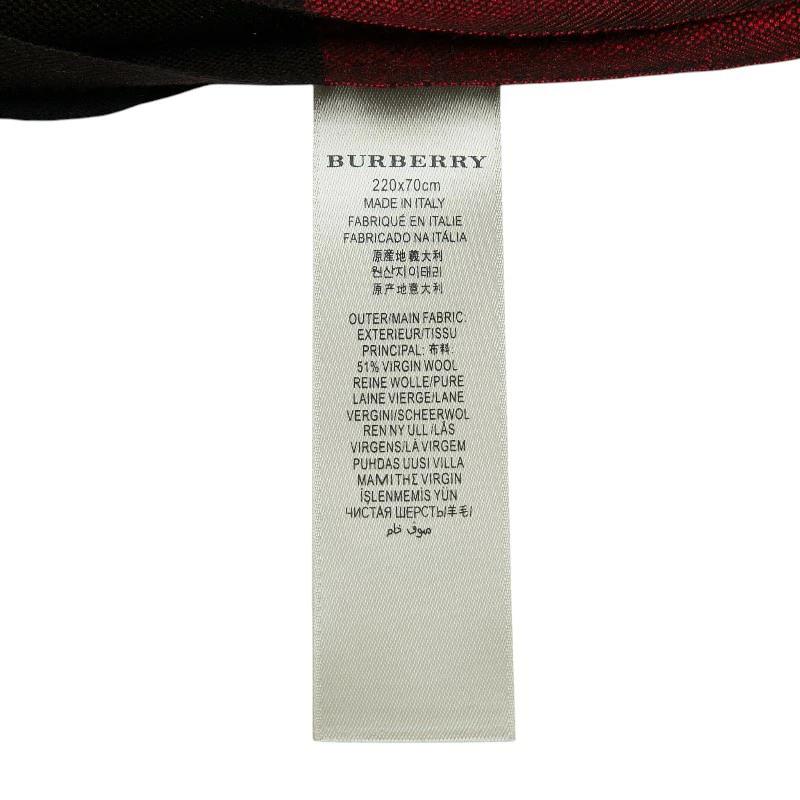 BURBERRY
220x70cm
MADE IN ITALY
FABRIQUÉ EN ITALIE
FABRICADO NA ITÁLIA
原産地義大利
원산지이태리
原产地意大利
OUTER/MAIN FABRIC:
EXTERIEUR/TISSU
PRINCIPAL: 布料:
51% VIRGIN WOOL
REINE WOLLE/PURE
LAINE VIERGE/LANE
VERGINI/SCHEERWOL
REN NY ULL /LÅS
VIRGENS/LÀ VIRGEM
PUHDAS UUSI VILLA
ΜΑΜΙ ΤΗΣ VIRGIN
İŞLENMEMİS YÜN
ЧИСТАЯ ШЕРСТЬ/羊毛/
صوف خام